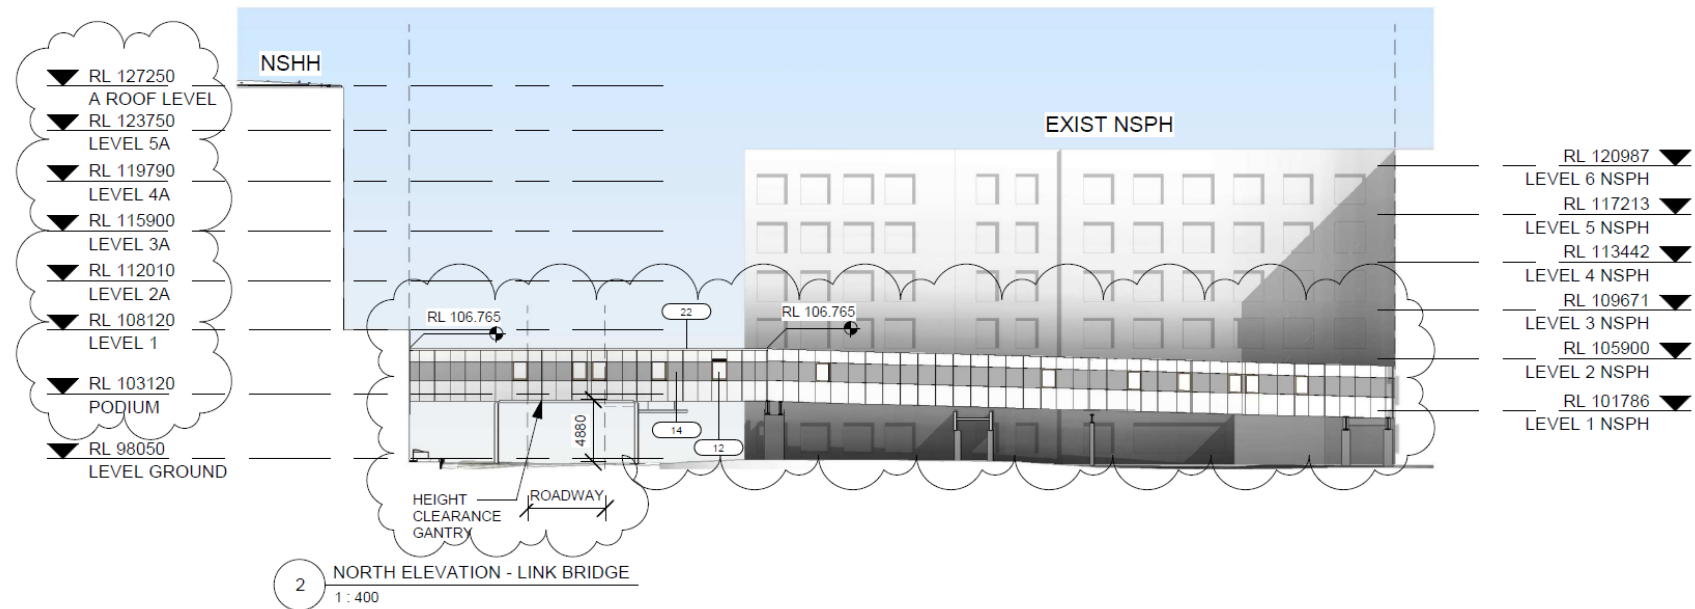 NSHH
RL 127250
A ROOF LEVEL
RL 123750
LEVEL 5A
RL 119790
LEVEL 4A
RL 115900
LEVEL 3A
RL 112010
LEVEL 2A
RL 108120
LEVEL 1
RL 103120
PODIUM
RL 98050
LEVEL GROUND
EXIST NSPH
RL 106.765
22
RL 106.765
4880
14
12
HEIGHT
CLEARANCE
GANTRY
ROADWAY
RL 120987
LEVEL 6 NSPH
RL 117213
LEVEL 5 NSPH
RL 113442
LEVEL 4 NSPH
RL 109671
LEVEL 3 NSPH
RL 105900
LEVEL 2 NSPH
RL 101786
LEVEL 1 NSPH
2
NORTH ELEVATION - LINK BRIDGE
1 : 400